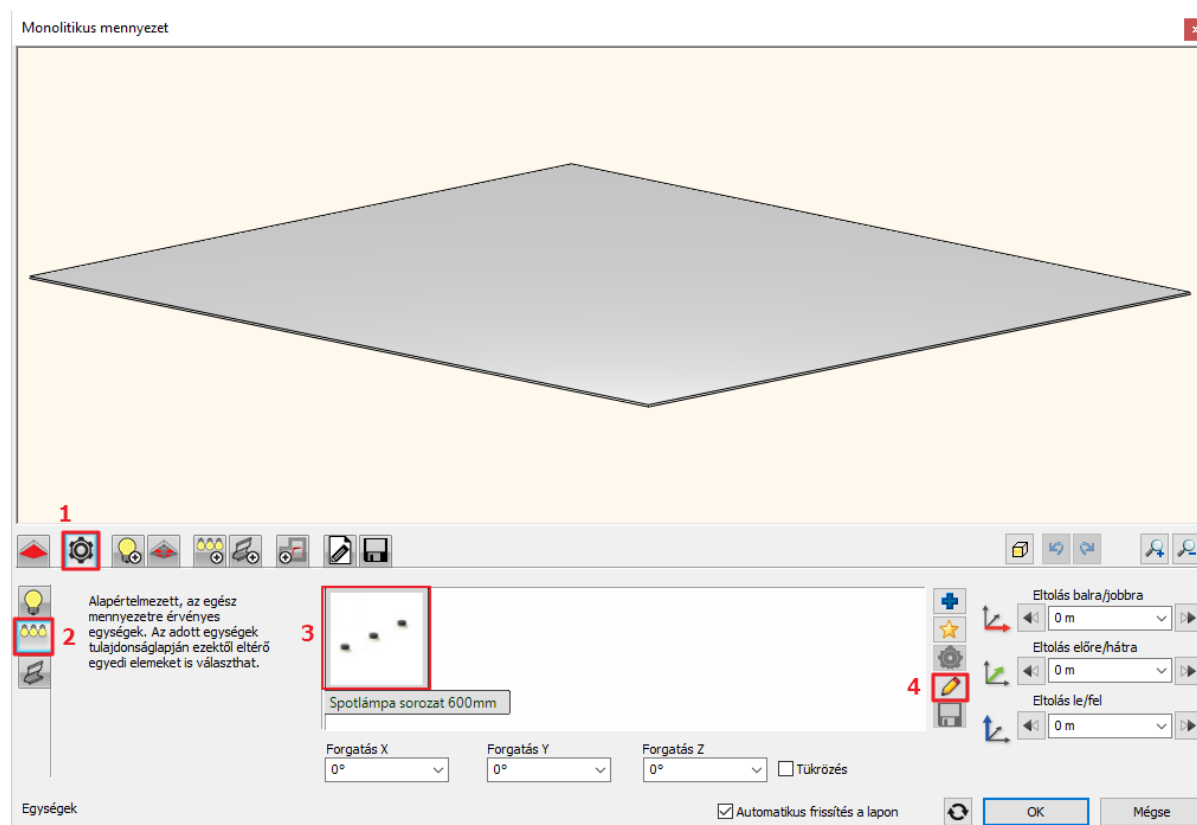 Monolitikus mennyezet
1
Alapértelmezett, az egész
mennyezetre érvényes
egységek. Az adott egységek
tulajdonságlapján ezektől eltérő
egyedi elemeket is választhat.
2
3
Spotlámpa sorozat 600mm
4
Eltolás balra/jobbra
0 m
Eltolás előre/hátra
0 m
Eltolás le/fel
0 m
Forgatás X
Forgatás Y
Forgatás Z
0°
0°
0°
Tükrözés
Egységek
Automatikus frissítés a lapon
OK
Mégse